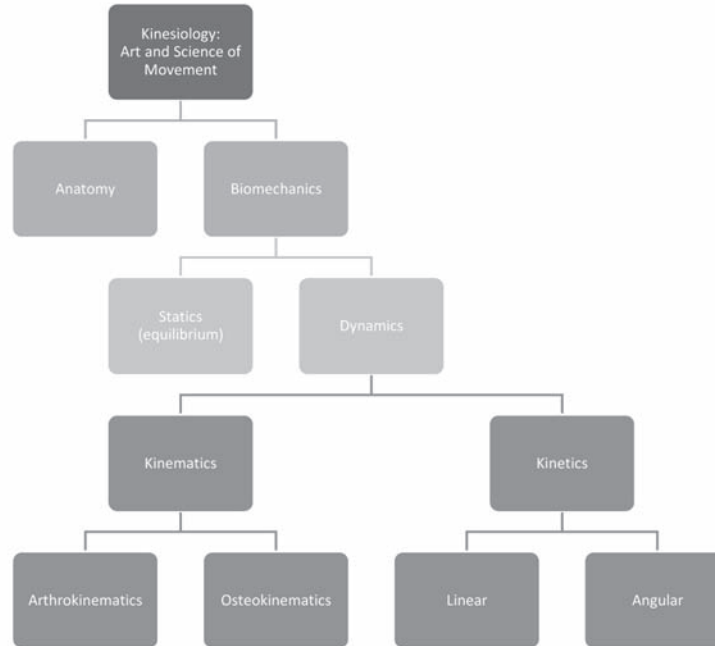 Kinesiology:
Art and Science of
Movement
Anatomy
Biomechanics
Statics
(equilibrium)
Dynamics
Kinematics
Kinetics
Arthrokinematics
Osteokinematics
Linear
Angular